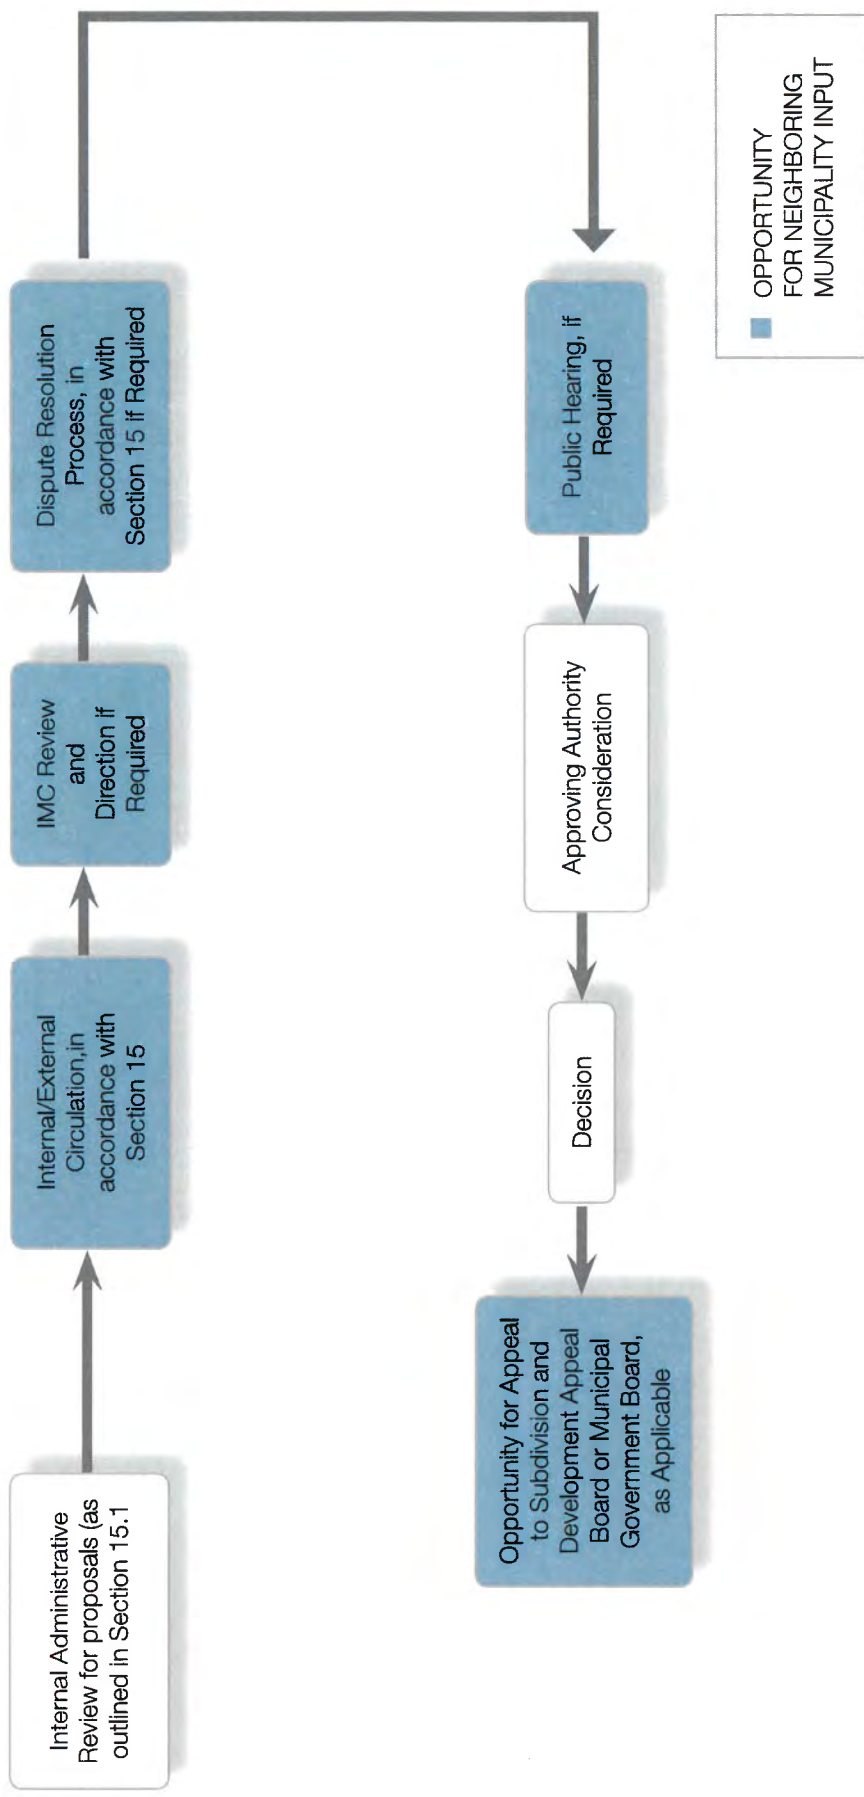 Internal Administrative
Review for proposals (as
outlined in Section 15.1
Internal/External
Circulation,in
accordance with
Section 15
IMC Review
and
Direction if
Required
Dispute Resolution
Process, in
accordance with
Section 15 if Required
Public Hearing, if
Required
Approving Authority
Consideration
Decision
Opportunity for Appeal
to Subdivision and
Development Appeal
Board or Municipal
Government Board,
as Applicable
OPPORTUNITY
FOR NEIGHBORING
MUNICIPALITY INPUT